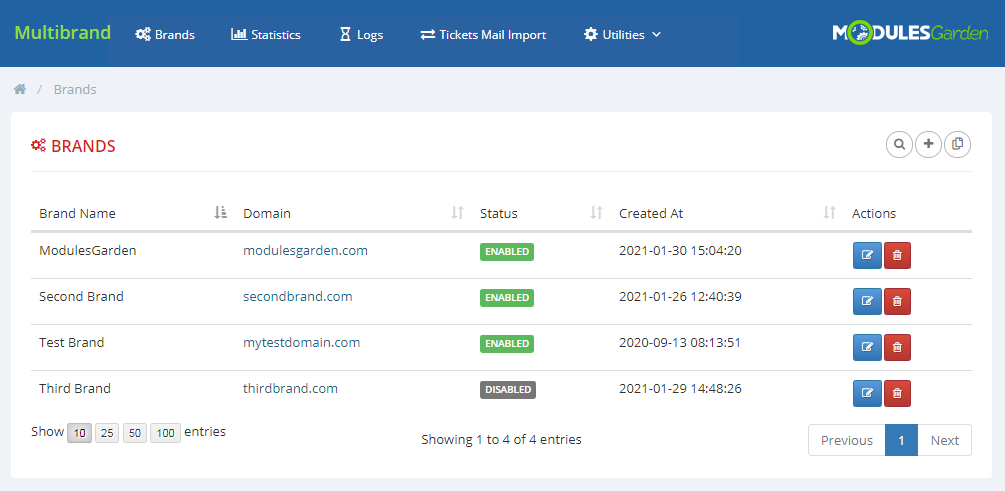 Multibrand Brands Statistics Logs Tickets Mail Import Utilities MODULESGarden
/ Brands
BRANDS
Brand Name Domain Status Created At Actions
ModulesGarden modulesgarden.com ENABLED 2021-01-30 15:04:20
Second Brand secondbrand.com ENABLED 2021-01-26 12:40:39
Test Brand mytestdomain.com ENABLED 2020-09-13 08:13:51
Third Brand thirdbrand.com DISABLED 2021-01-29 14:48:26
Show 10 25 50 100 entries Showing 1 to 4 of 4 entries Previous 1 Next